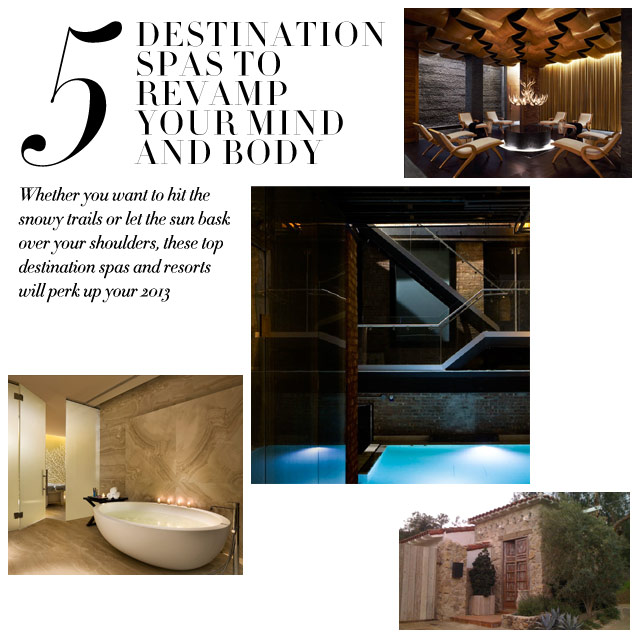 5 DESTINATION
SPAS TO
REVAMP
YOUR MIND
AND BODY
Whether you want to hit the
snowy trails or let the sun bask
over your shoulders, these top
destination spas and resorts
will perk up your 2013